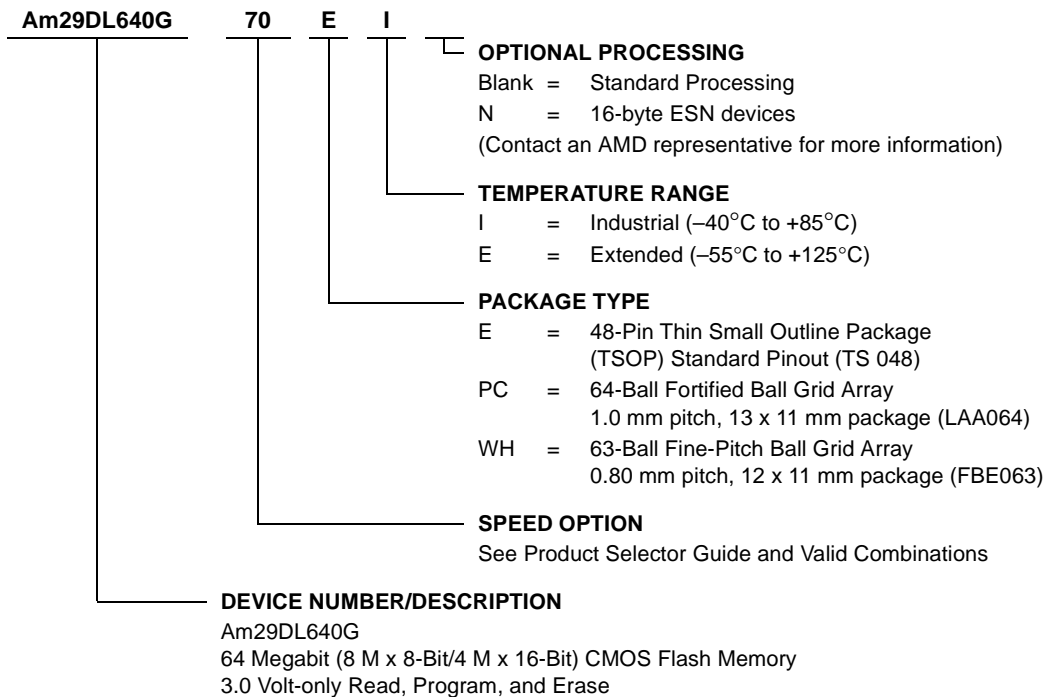 Am29DL640G 70 E I
OPTIONAL PROCESSING
Blank = Standard Processing
N = 16-byte ESN devices
(Contact an AMD representative for more information)
TEMPERATURE RANGE
I = Industrial (–40°C to +85°C)
E = Extended (–55°C to +125°C)
PACKAGE TYPE
E = 48-Pin Thin Small Outline Package
(TSOP) Standard Pinout (TS 048)
PC = 64-Ball Fortified Ball Grid Array
1.0 mm pitch, 13 x 11 mm package (LAA064)
WH = 63-Ball Fine-Pitch Ball Grid Array
0.80 mm pitch, 12 x 11 mm package (FBE063)
SPEED OPTION
See Product Selector Guide and Valid Combinations
DEVICE NUMBER/DESCRIPTION
Am29DL640G
64 Megabit (8 M x 8-Bit/4 M x 16-Bit) CMOS Flash Memory
3.0 Volt-only Read, Program, and Erase